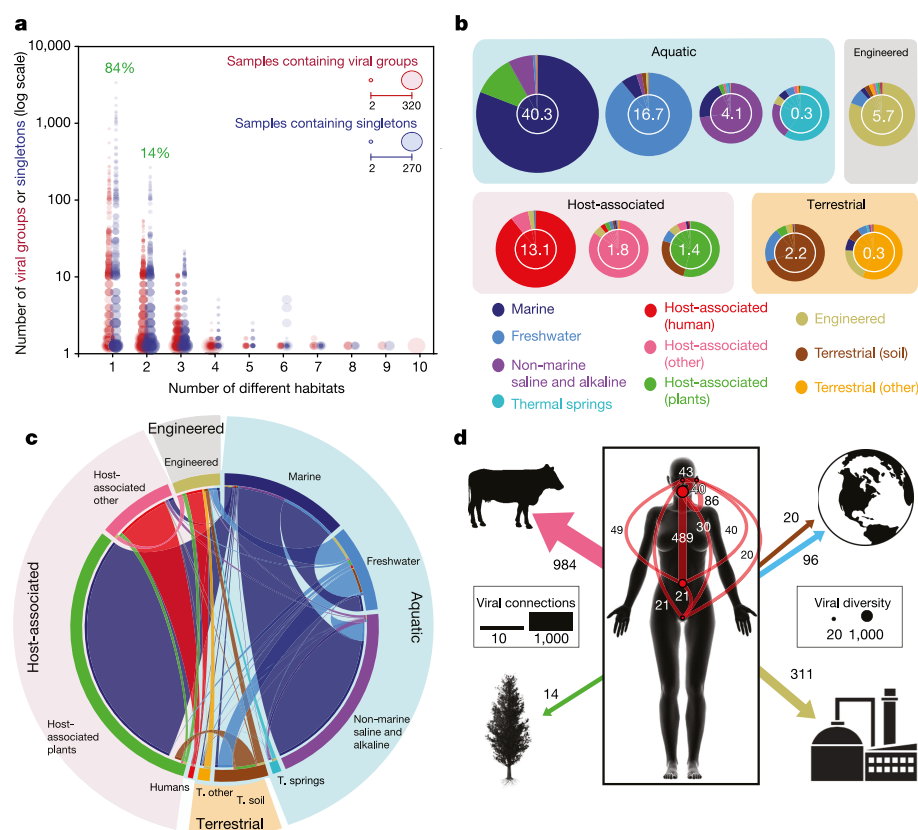 a
10,000
1,000
100
10
1
Number of viral groups or singletons (log scale)
84%
14%
Samples containing viral groups
2 320
Samples containing singletons
2 270
1 2 3 4 5 6 7 8 9 10
Number of different habitats
b
Aquatic
40.3
16.7
4.1
0.3
Engineered
5.7
Host-associated
13.1
1.8
1.4
Terrestrial
2.2
0.3
Marine
Freshwater
Non-marine
saline and alkaline
Thermal springs
Host-associated
(human)
Host-associated
(other)
Host-associated
(plants)
Engineered
Terrestrial (soil)
Terrestrial (other)
c
Engineered
Engineered
Host-
associated
other
Marine
Freshwater
Aquatic
Host-associated
Host-
associated
plants
Non-marine
saline and
alkaline
Humans
T. other
T. soil
T. springs
Terrestrial
d
43
40
86
49
30
40
489
20
21
21
984
20
96
Viral connections
10 1,000
Viral diversity
20 1,000
14
311